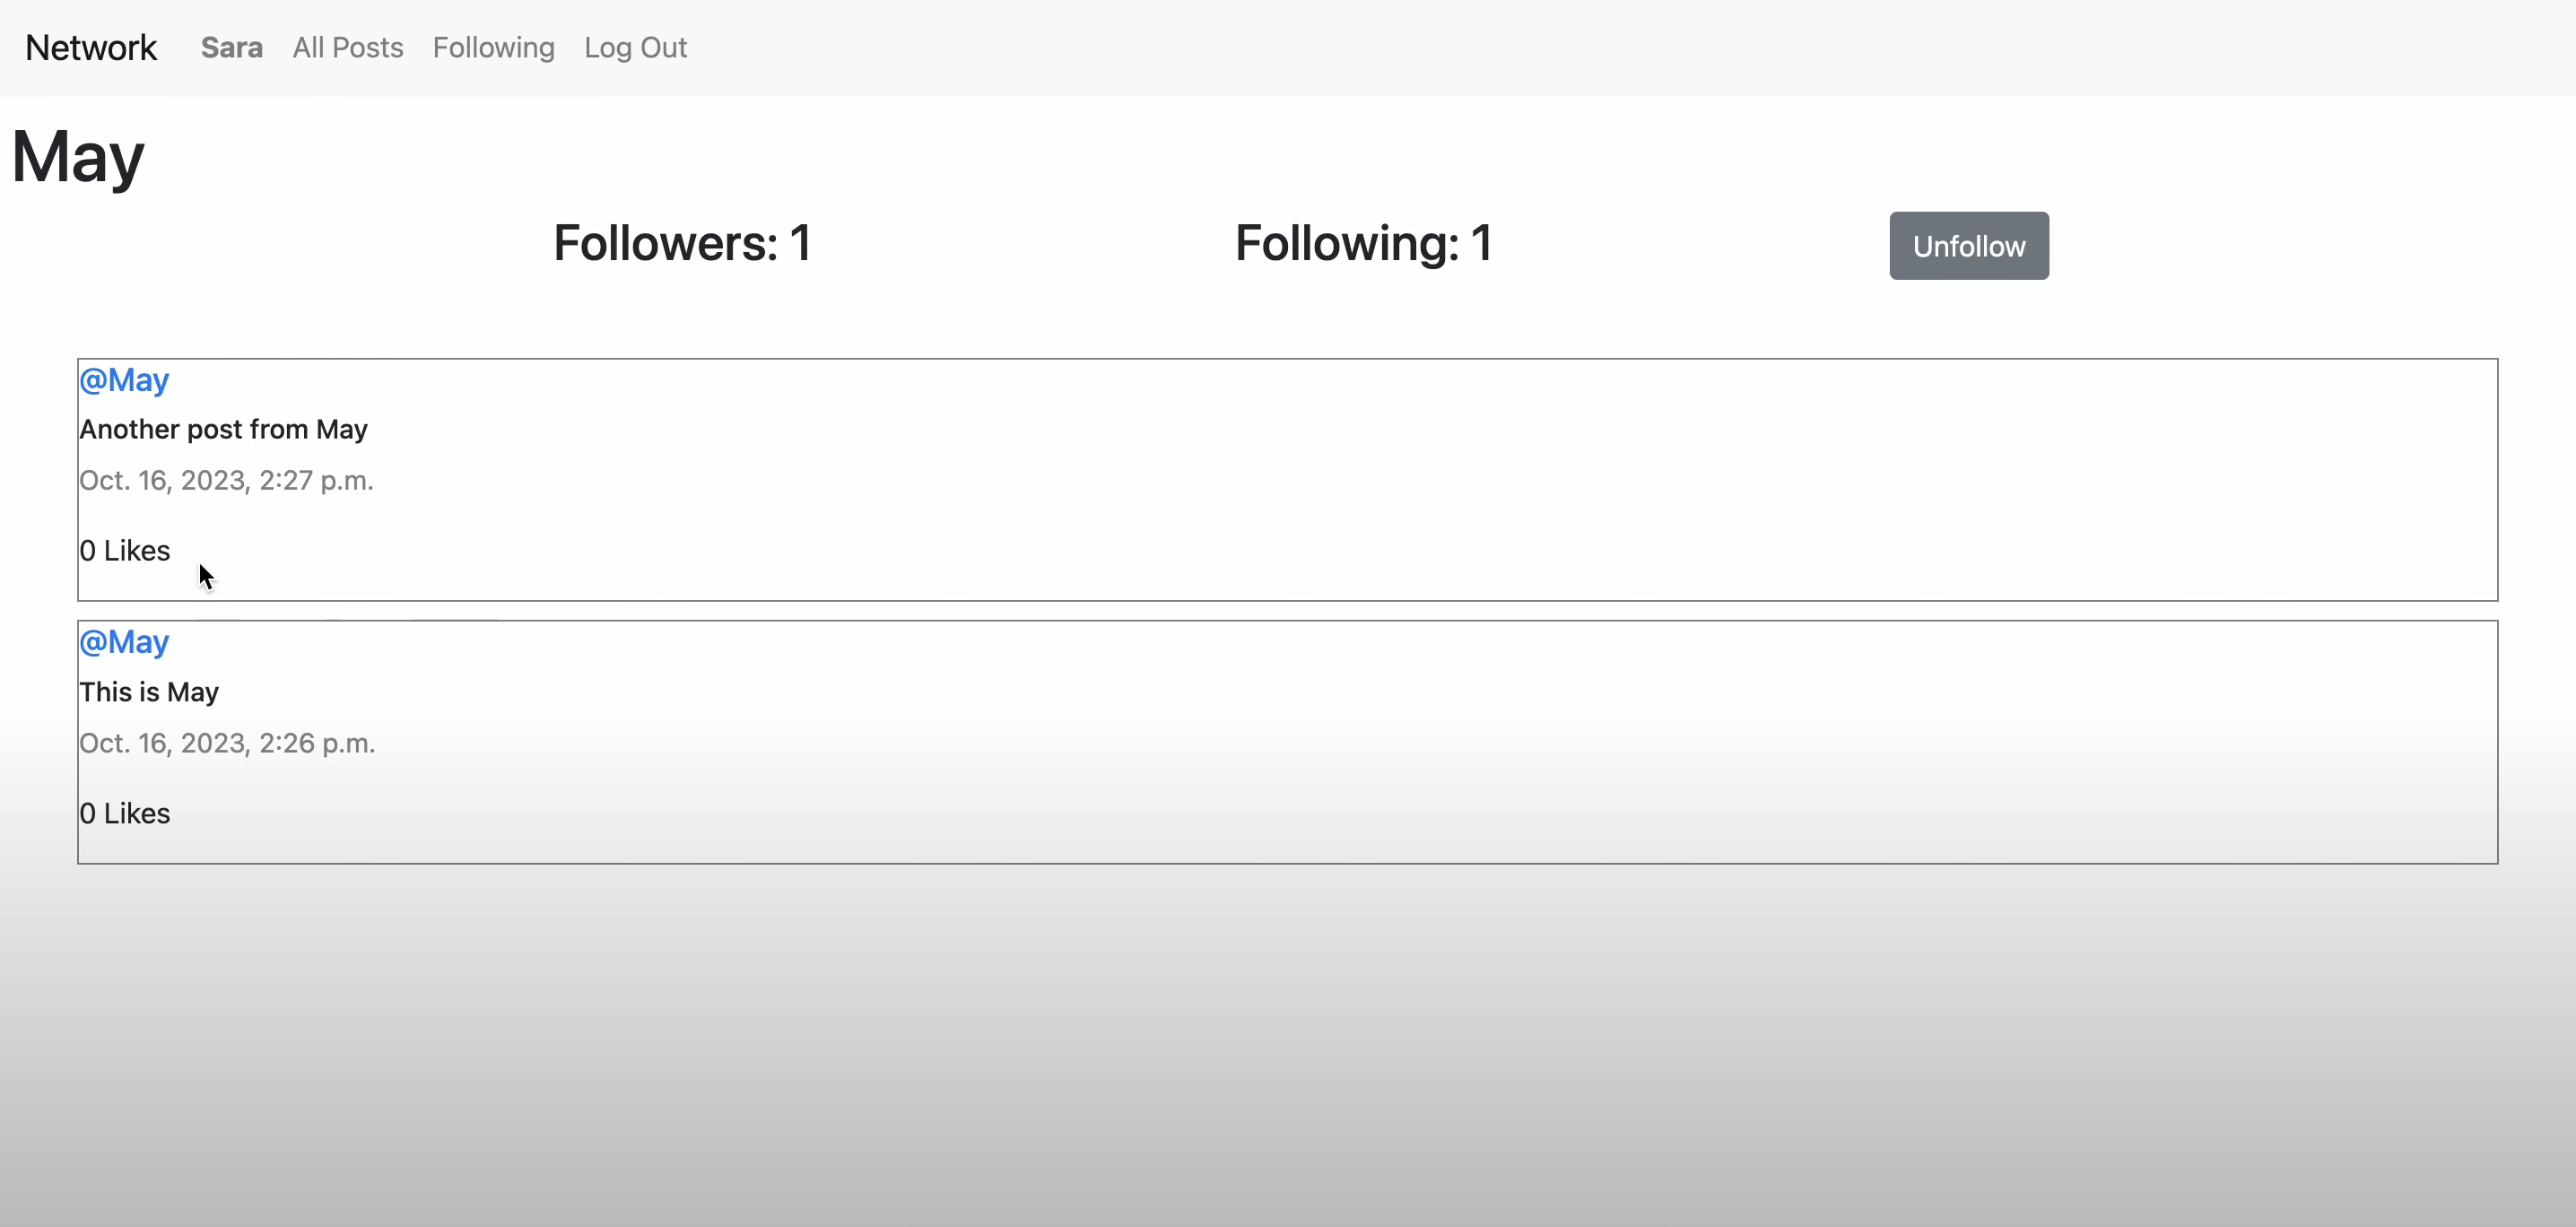 Network Sara All Posts Following Log Out
May
Followers: 1 Following: 1 Unfollow
@May
Another post from May
Oct. 16, 2023, 2:27 p.m.
0 Likes
@May
This is May
Oct. 16, 2023, 2:26 p.m.
0 Likes